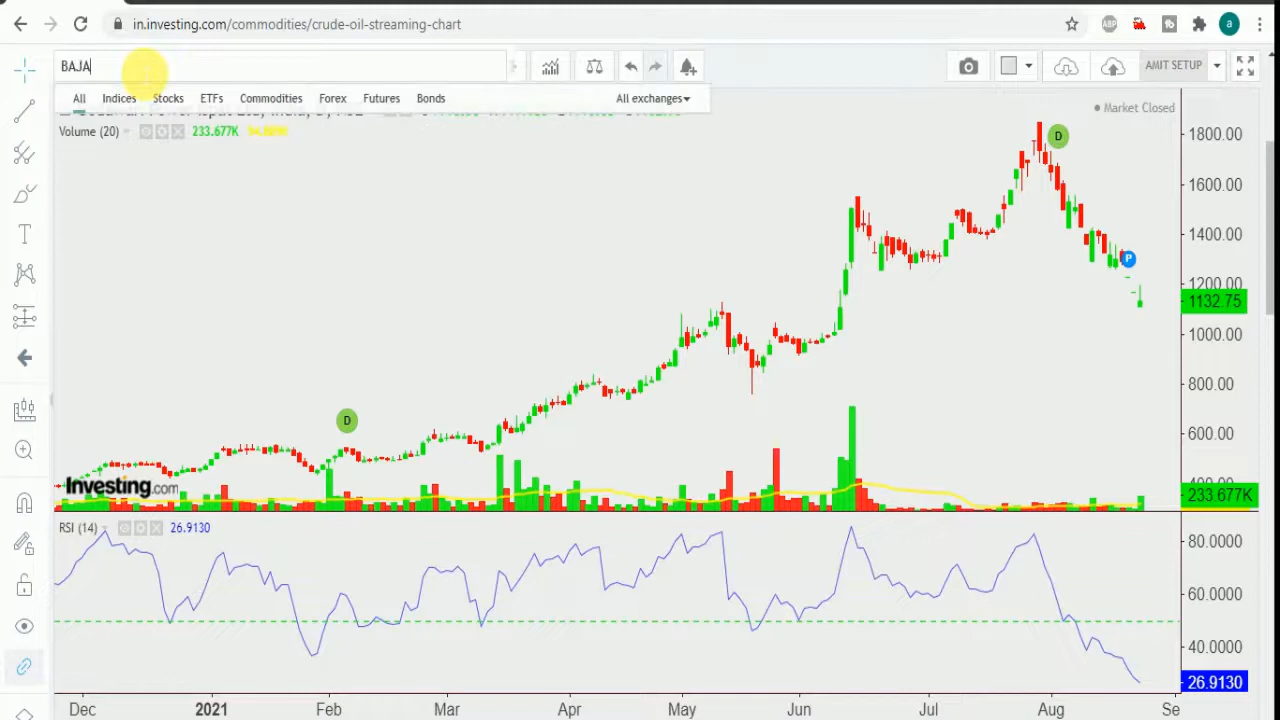 in.investing.com/commodities/crude-oil-streaming-chart
ABP
a
BAJA
AMIT SETUP
All Indices Stocks ETFs Commodities Forex Futures Bonds All exchanges
Market Closed
Volume (20) 233.677K
D
D
P
T
1800.00
1600.00
1400.00
1200.00
1132.75
1000.00
800.00
600.00
400.00
233.677K
Investing.com
RSI (14) 26.9130
80.0000
60.0000
40.0000
26.9130
Dec 2021 Feb Mar Apr May Jun Jul Aug Se